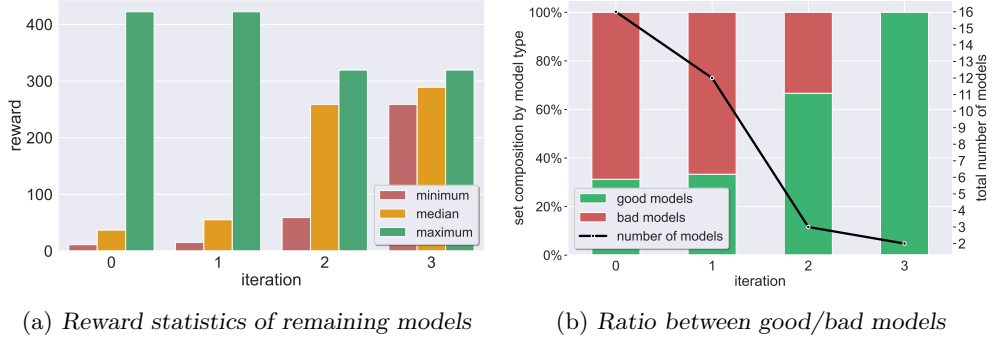 400
300
200
100
0
reward
minimum
median
maximum
0 1 2 3
iteration
(a) Reward statistics of remaining models
100%
80%
60%
40%
20%
0%
set composition by model type
good models
bad models
number of models
0 1 2 3
iteration
16
15
14
13
12
11
10
9
8
7
6
5
4
3
2
total number of models
(b) Ratio between good/bad models